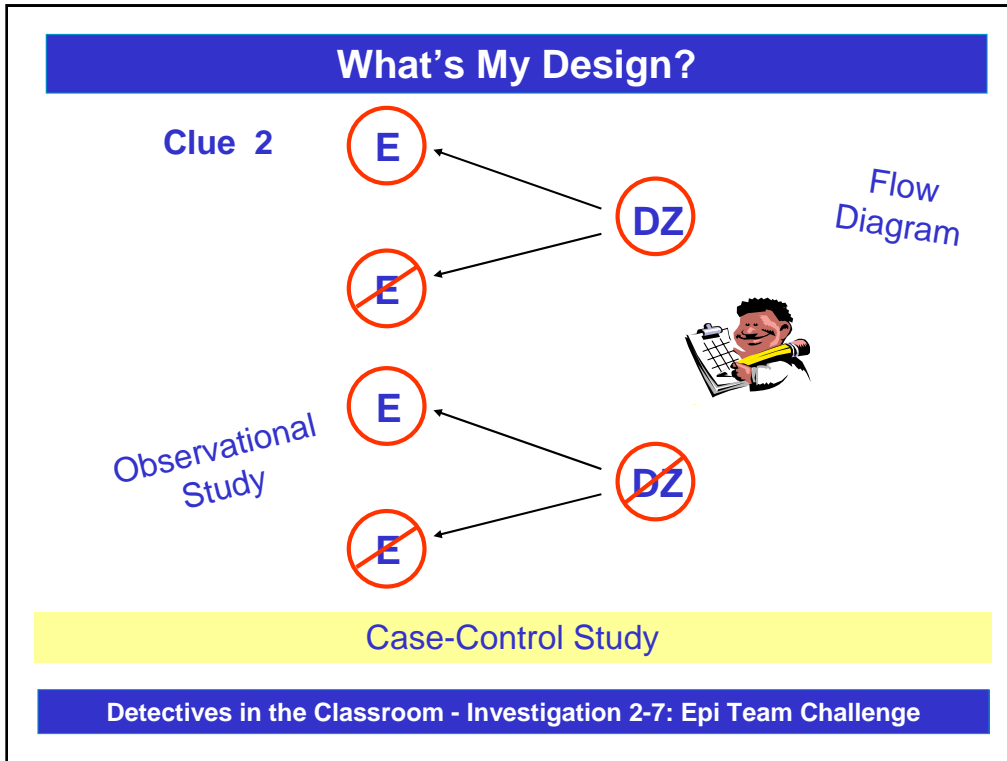 What's My Design?
Clue 2
E
DZ
Flow
Diagram
E
E
Observational
Study
DZ
E
Case-Control Study
Detectives in the Classroom - Investigation 2-7: Epi Team Challenge